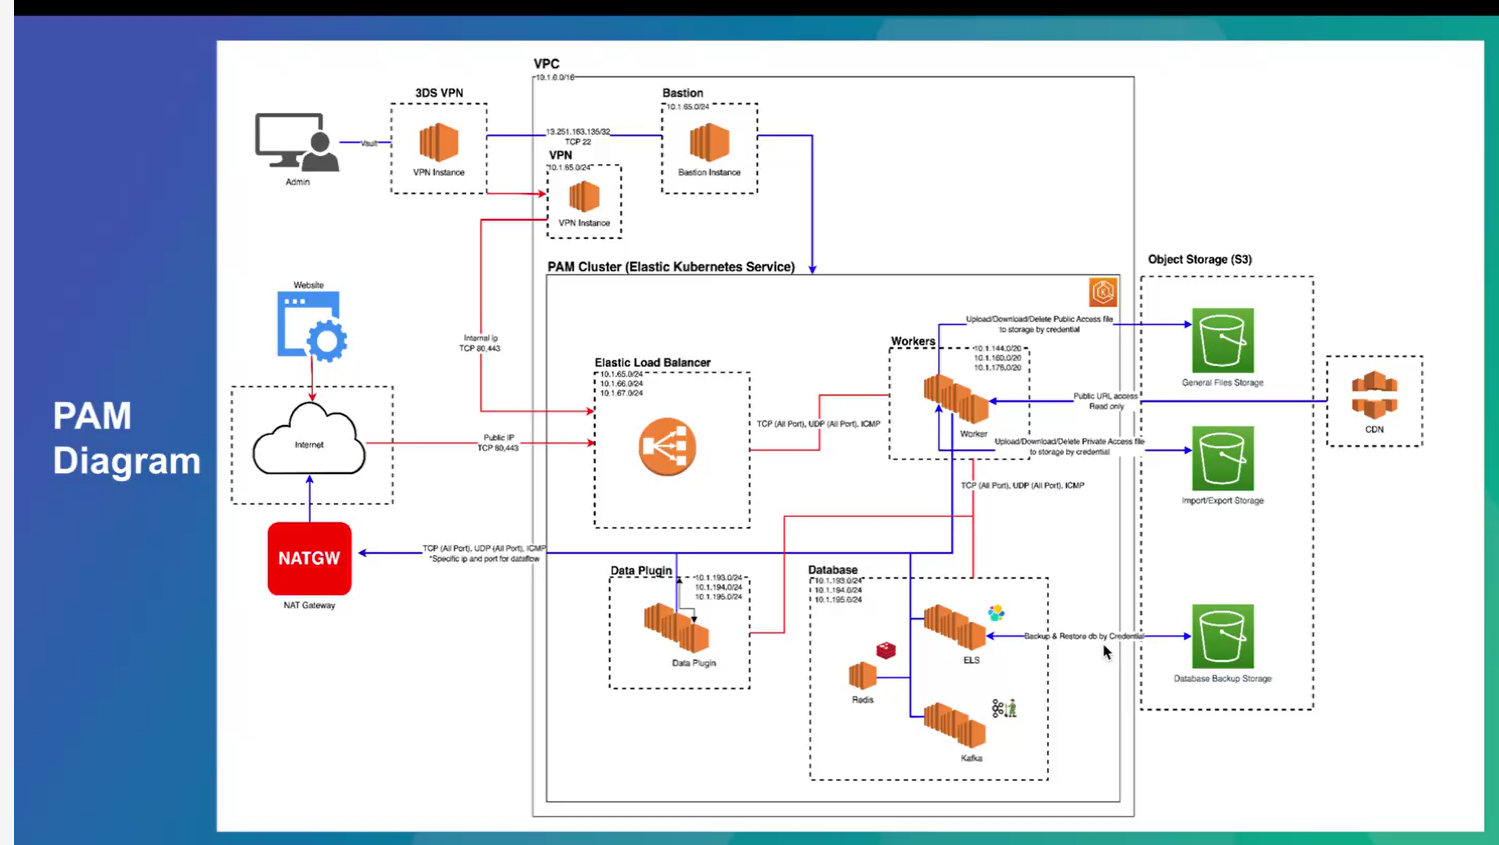 PAM
Diagram
VPC
10.1.0.0/16
3DS VPN
VPN Instance
Admin
Vault
13.251.163.135/32
TCP 22
Bastion
10.1.65.0/24
Bastion Instance
VPN
10.1.65.0/24
VPN Instance
PAM Cluster (Elastic Kubernetes Service)
Website
Internet
Internal ip
TCP 80,443
Public IP
TCP 80,443
Elastic Load Balancer
10.1.65.0/24
10.1.66.0/24
10.1.67.0/24
TCP (All Port), UDP (All Port), ICMP
Workers
10.1.144.0/20
10.1.160.0/20
10.1.176.0/20
Worker
Upload/Download/Delete Public Access file
to storage by credential
Public URL access
Read only
Upload/Download/Delete Private Access file
to storage by credential
TCP (All Port), UDP (All Port), ICMP
Object Storage (S3)
General Files Storage
Import/Export Storage
Database Backup Storage
CDN
NATGW
NAT Gateway
TCP (All Port), UDP (All Port), ICMP
*Specific ip and port for dataflow
Data Plugin
10.1.193.0/24
10.1.194.0/24
10.1.195.0/24
Data Plugin
Database
10.1.193.0/24
10.1.194.0/24
10.1.195.0/24
ELS
Redis
Kafka
Backup & Restore db by Credential